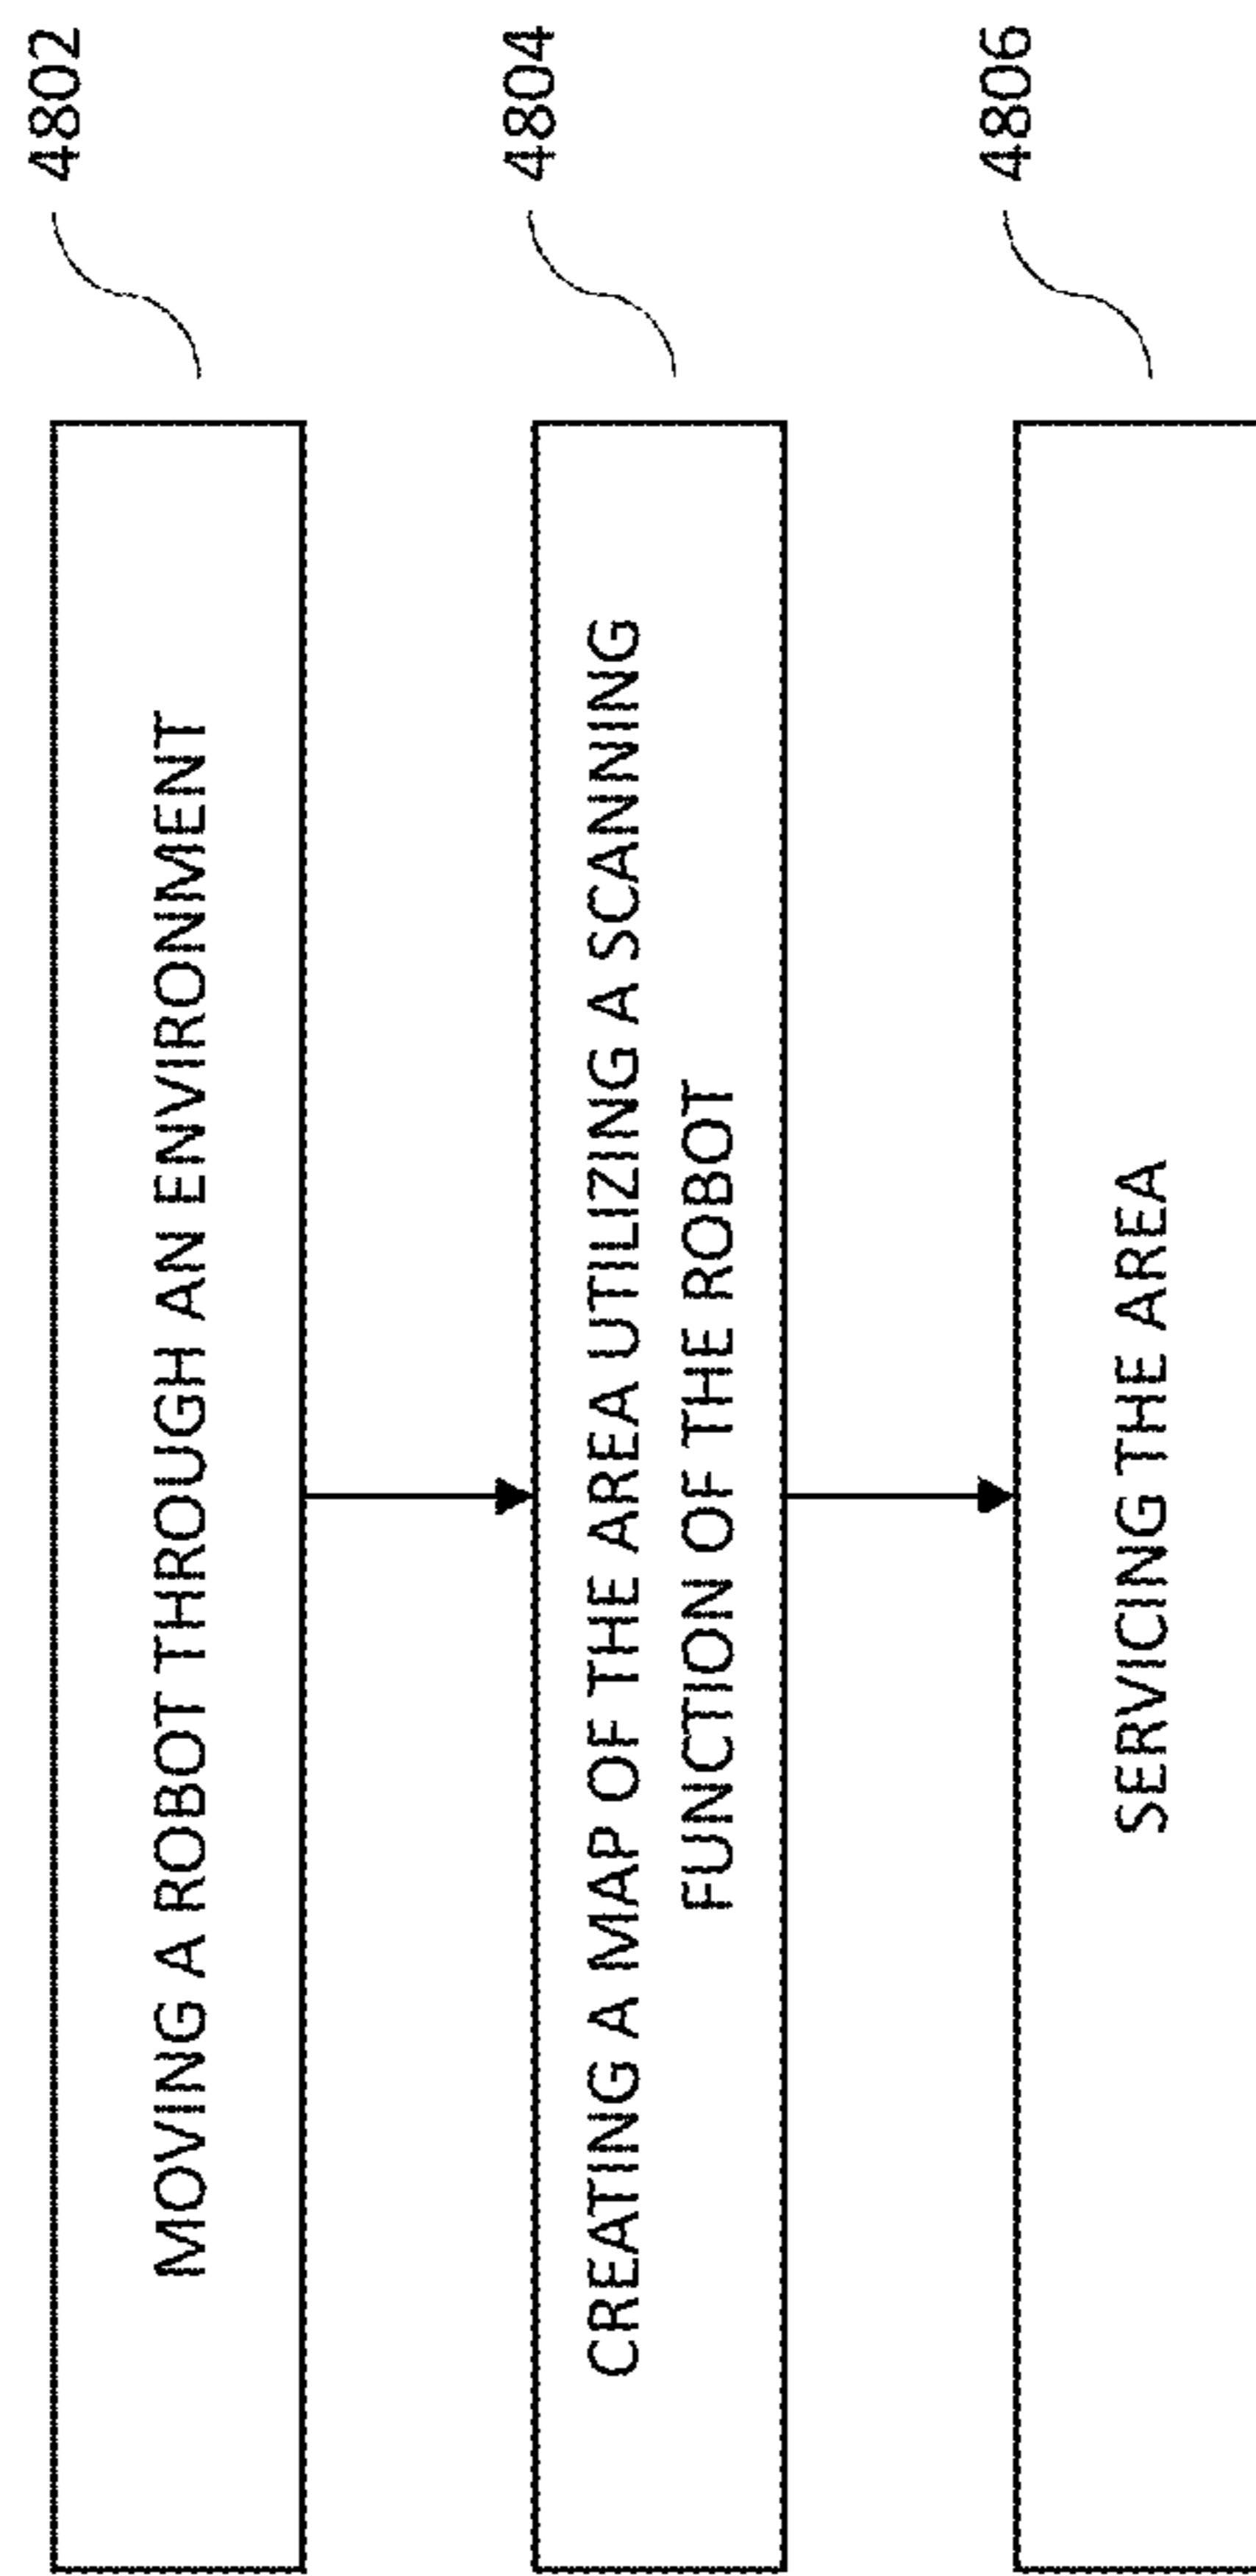 MOVING A ROBOT THROUGH AN ENVIRONMENT
4802
CREATING A MAP OF THE AREA UTILIZING A SCANNING
FUNCTION OF THE ROBOT
4804
SERVICING THE AREA
4806